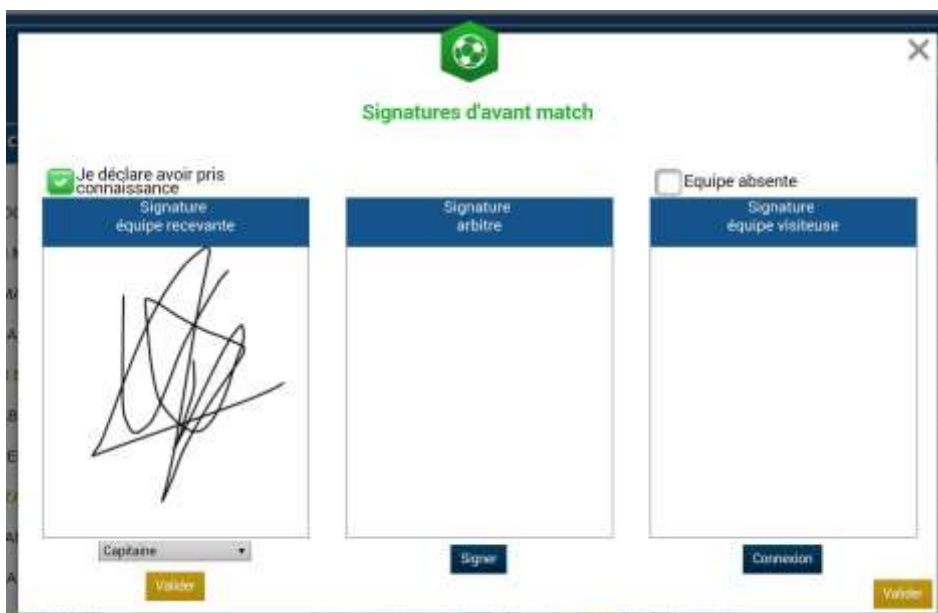 Signatures d'avant match
Je déclare avoir pris
connaissance
Equipe absente
Signature
équipe recevante
Signature
arbitre
Signature
équipe visiteuse
Capitaine
Signer
Connexion
Valider
Valider